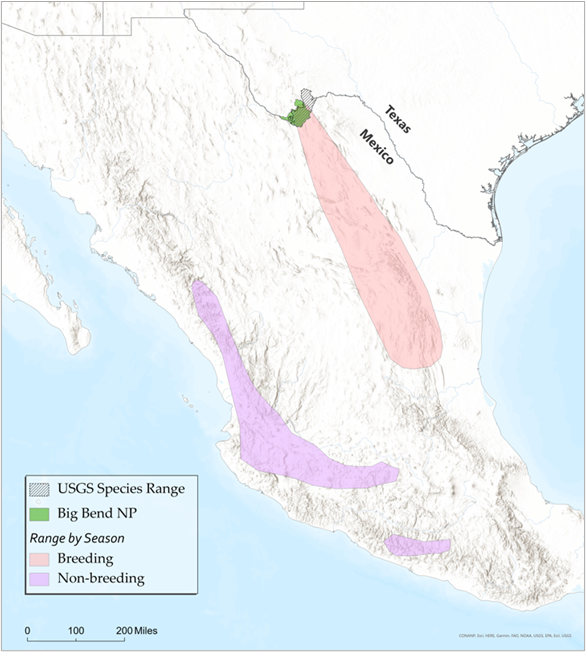 Texas
Mexico
USGS Species Range
Big Bend NP
Range by Season
Breeding
Non-breeding
0 100 200 Miles
CONANP, Esri, HERE, Garmin, FAO, NOAA, USGS, EPA, Esri, USGS